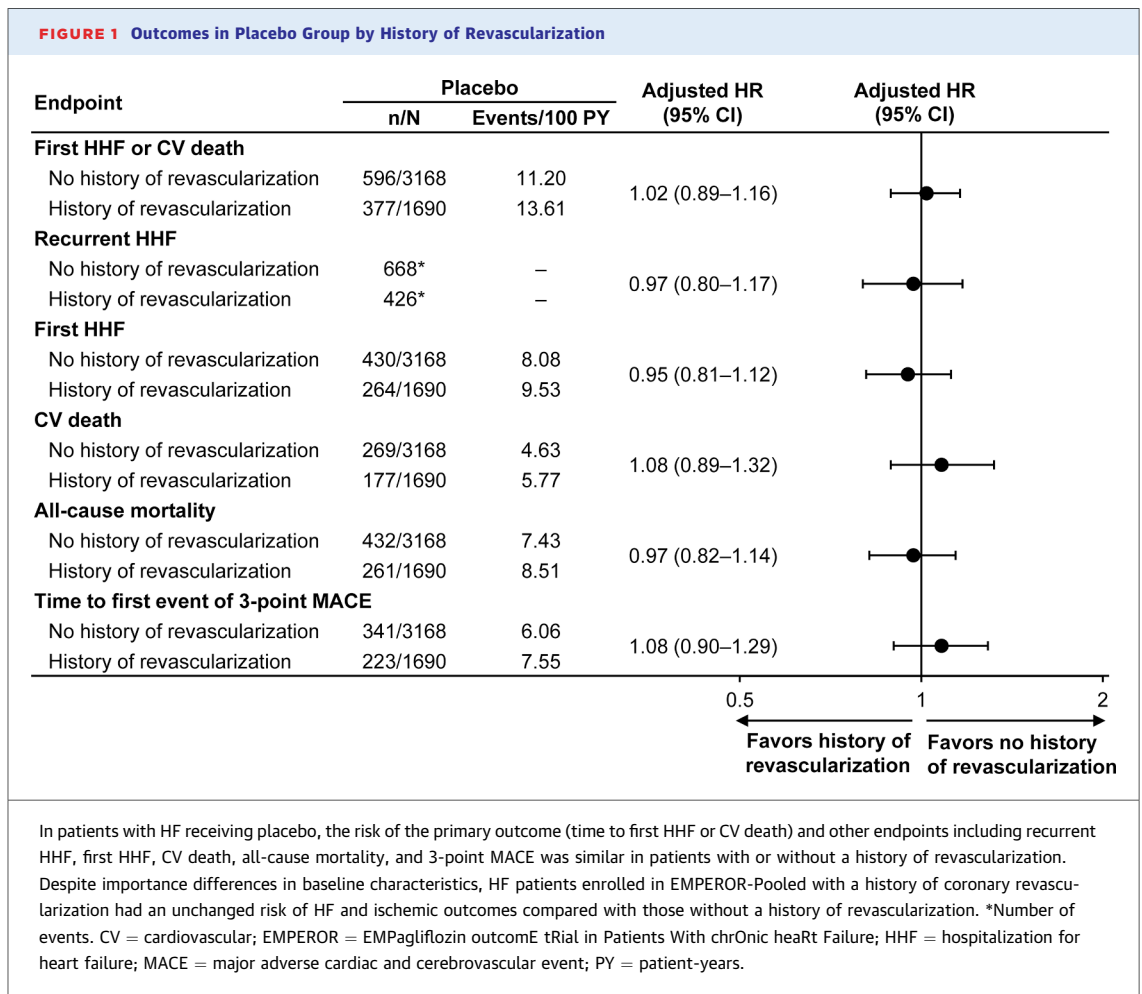 FIGURE 1 Outcomes in Placebo Group by History of Revascularization
Endpoint
Placebo
n/N Events/100 PY
Adjusted HR
(95% CI)
Adjusted HR
(95% CI)
First HHF or CV death
No history of revascularization 596/3168 11.20
History of revascularization 377/1690 13.61
1.02 (0.89–1.16)
Recurrent HHF
No history of revascularization 668* –
History of revascularization 426* –
0.97 (0.80–1.17)
First HHF
No history of revascularization 430/3168 8.08
History of revascularization 264/1690 9.53
0.95 (0.81–1.12)
CV death
No history of revascularization 269/3168 4.63
History of revascularization 177/1690 5.77
1.08 (0.89–1.32)
All-cause mortality
No history of revascularization 432/3168 7.43
History of revascularization 261/1690 8.51
0.97 (0.82–1.14)
Time to first event of 3-point MACE
No history of revascularization 341/3168 6.06
History of revascularization 223/1690 7.55
1.08 (0.90–1.29)
0.5 1 2
Favors history of
revascularization
Favors no history
of revascularization
In patients with HF receiving placebo, the risk of the primary outcome (time to first HHF or CV death) and other endpoints including recurrent
HHF, first HHF, CV death, all-cause mortality, and 3-point MACE was similar in patients with or without a history of revascularization.
Despite importance differences in baseline characteristics, HF patients enrolled in EMPEROR-Pooled with a history of coronary revascu-
larization had an unchanged risk of HF and ischemic outcomes compared with those without a history of revascularization. *Number of
events. CV = cardiovascular; EMPEROR = EMPagliflozin outcomE tRial in Patients With chrOnic heaRt Failure; HHF = hospitalization for
heart failure; MACE = major adverse cardiac and cerebrovascular event; PY = patient-years.